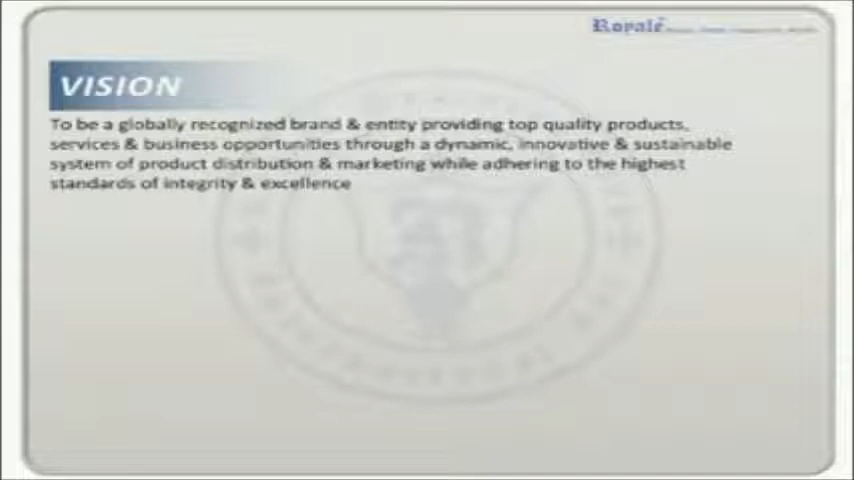 Royalē
VISION
To be a globally recognized brand & entity providing top quality products,
services & business opportunities through a dynamic, innovative & sustainable
system of product distribution & marketing while adhering to the highest
standards of integrity & excellence